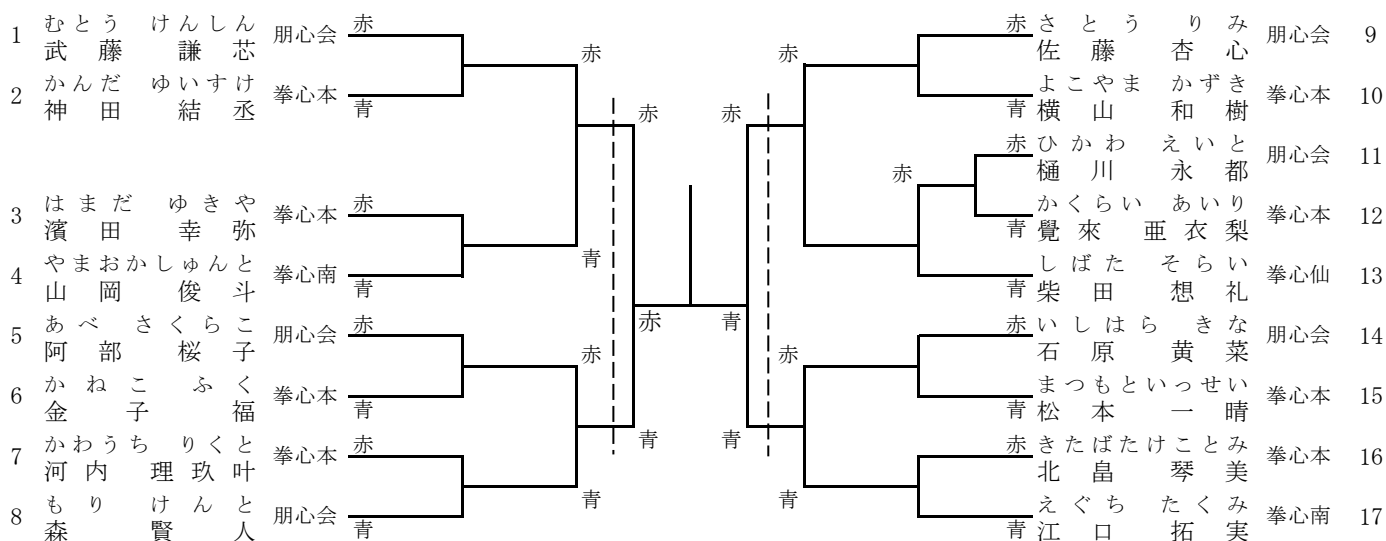 むとう けんしん 赤
1 武藤 謙芯 朋心会
かんだ ゆいすけ
2 神田 結丞 拳心本
青
はまだ ゆきや 赤
3 濱田 幸弥 拳心本
やまおかしゅんと
4 山岡 俊斗 拳心南
青
あべ さくらこ 赤
5 阿部 桜子 朋心会
かねこ ふく
6 金子 福 拳心本
青
かわうち りくと 赤
7 河内 理玖叶 拳心本
もり けんと
8 森 賢人 朋心会
青
赤
青
赤
青
赤
青
赤 青
赤
青
赤
赤
赤
赤 さとう りみ
佐藤 杏心 朋心会 9
よこやま かずき
青 横山 和樹 拳心本 10
赤 ひかわ えいと
樋川 永都 朋心会 11
かくらい あいり
青 覺來 亜衣梨 拳心本 12
しばた そらい
青 柴田 想礼 拳心仙 13
赤 いしはら きな
石原 黄菜 朋心会 14
まつもといっせい
青 松本 一晴 拳心本 15
赤 きたばたけことみ
北畠 琴美 拳心本 16
えぐち たくみ
青 江口 拓実 拳心南 17
青
青
青